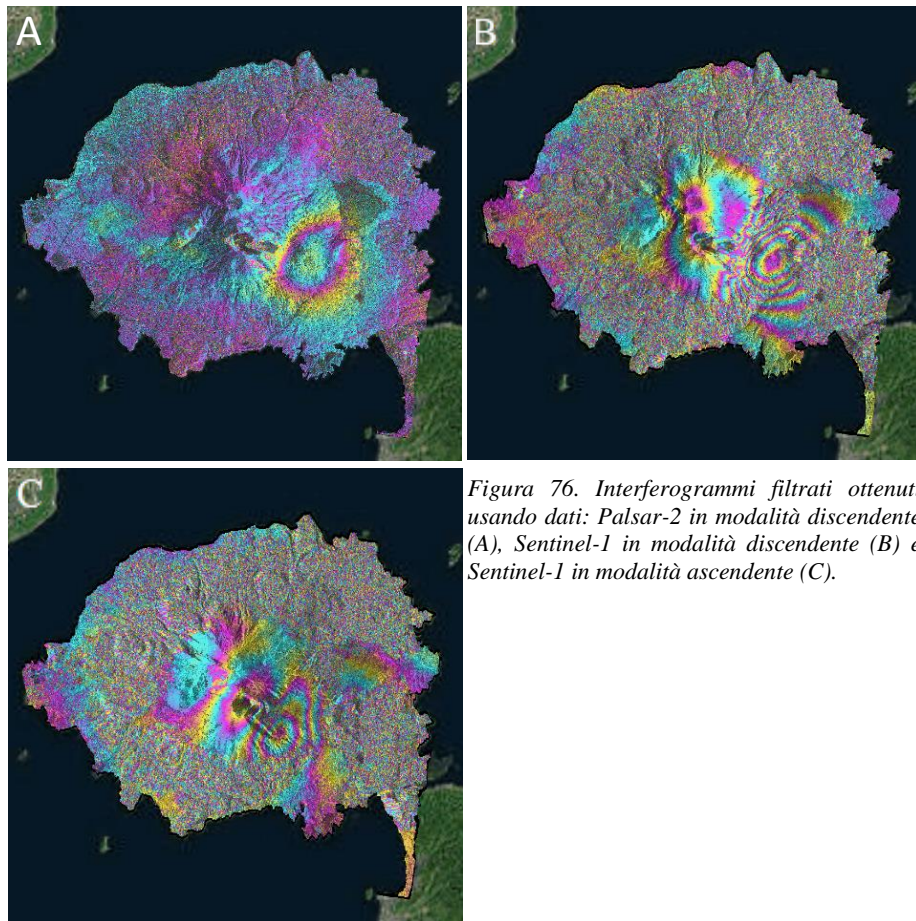 A
B
C
Figura 76. Interferogrammi filtrati ottenut
usando dati: Palsar-2 in modalità discendente
(A), Sentinel-1 in modalità discendente (B) e
Sentinel-1 in modalità ascendente (C).